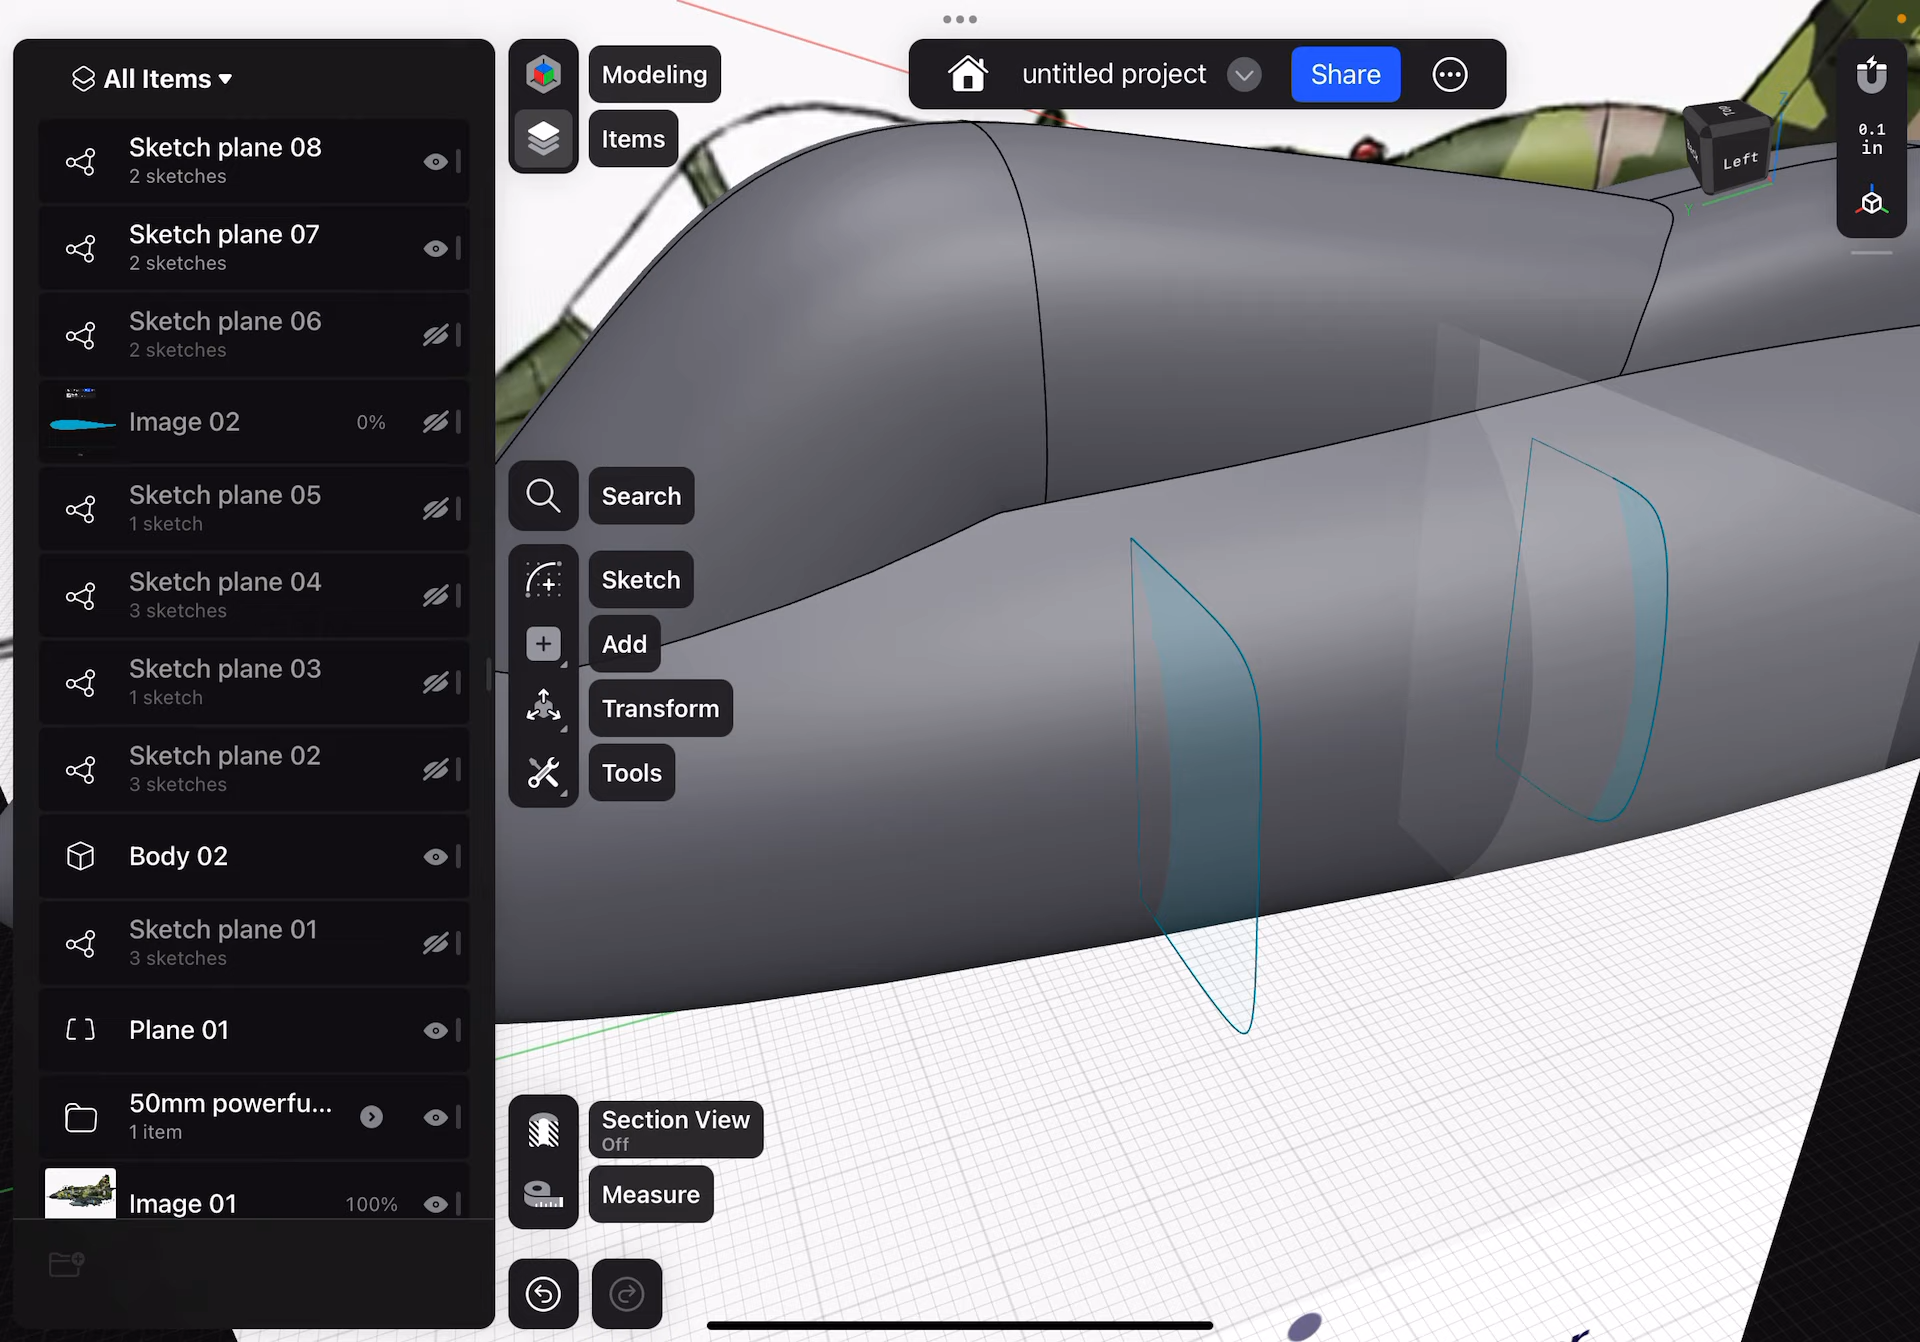 All Items
Sketch plane 08
2 sketches
Sketch plane 07
2 sketches
Sketch plane 06
2 sketches
Image 02
0%
Sketch plane 05
1 sketch
Sketch plane 04
3 sketches
Sketch plane 03
1 sketch
Sketch plane 02
3 sketches
Body 02
Sketch plane 01
3 sketches
Plane 01
50mm powerfu...
1 item
Image 01
100%
Modeling
Items
Search
Sketch
Add
Transform
Tools
Section View
Off
Measure
untitled project
Share
Left
Z
Y
0.1
in